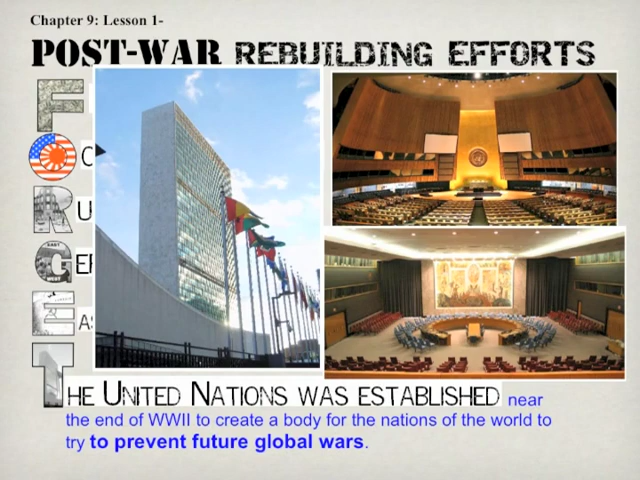 Chapter 9: Lesson 1-
POST-WAR REBUILDING EFFORTS
F
O
R U
G E
E AS
THE UNITED NATIONS WAS ESTABLISHED near
the end of WWII to create a body for the nations of the world to
try to prevent future global wars.